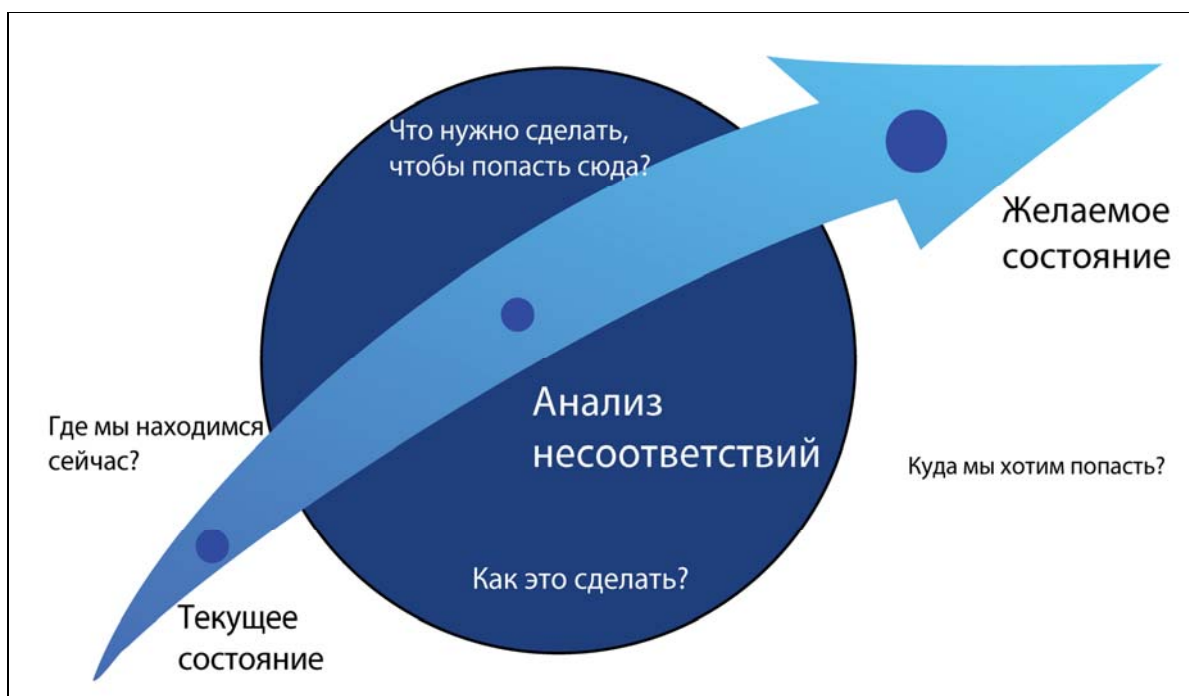 Что нужно сделать,
чтобы попасть сюда?
Желаемое
состояние
Анализ
несоответствий
Где мы находимся
сейчас?
Куда мы хотим попасть?
Как это сделать?
Текущее
состояние